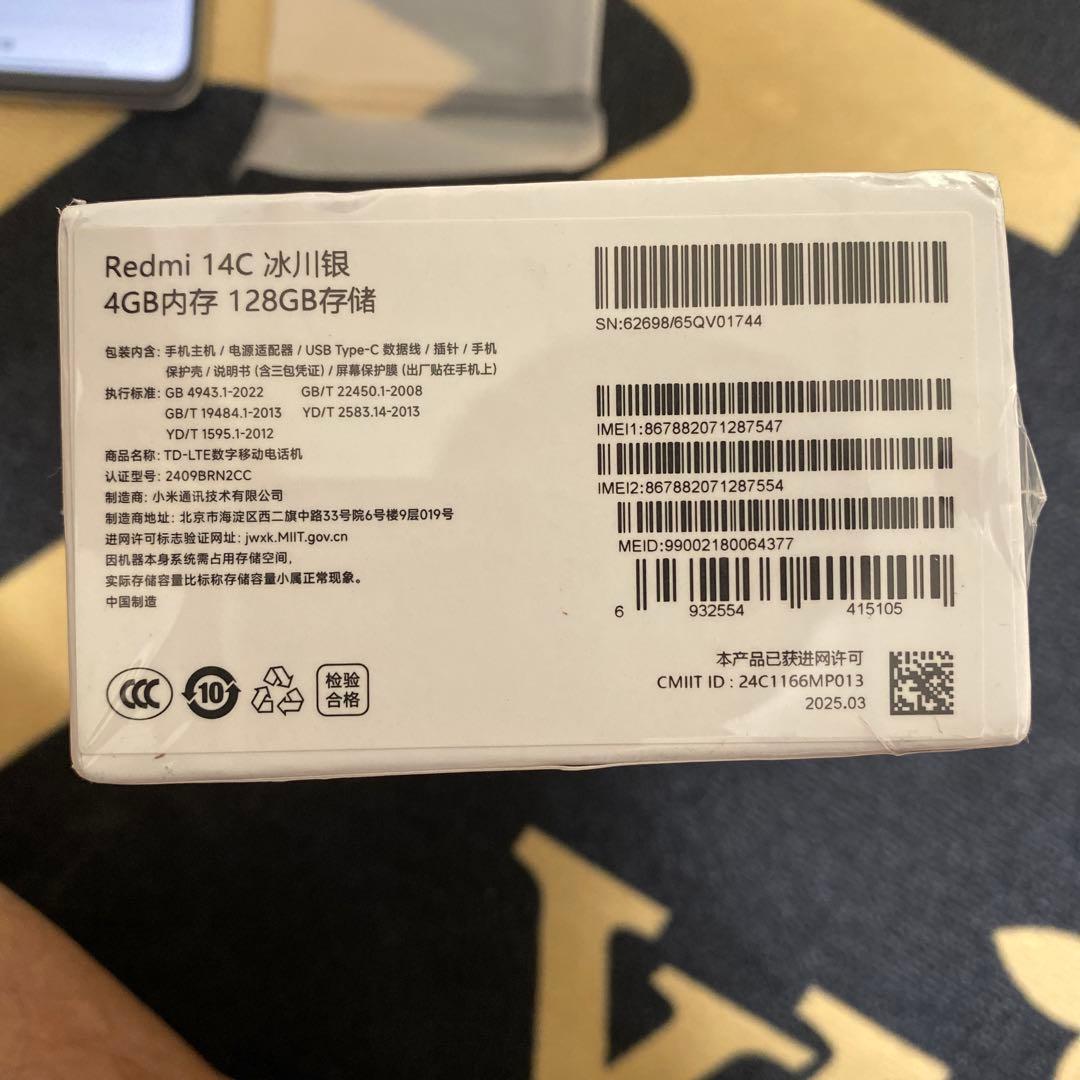 Redmi 14C 冰川银
4GB内存 128GB存储
包装内含: 手机主机 / 电源适配器 / USB Type-C 数据线 / 插针 / 手机
保护壳 / 说明书 (含三包凭证) / 屏幕保护膜 (出厂贴在手机上)
执行标准: GB 4943.1-2022 GB/T 22450.1-2008
GB/T 19484.1-2013 YD/T 2583.14-2013
YD/T 1595.1-2012
商品名称: TD-LTE数字移动电话机
认证型号: 2409BRN2CC
制造商: 小米通讯技术有限公司
制造商地址: 北京市海淀区西二旗中路33号院6号楼9层019号
进网许可标志验证网址: jwxk.MIIT.gov.cn
因机器本身系统需占用存储空间,
实际存储容量比标称存储容量小属正常现象。
中国制造
CCC
10
检验
合格
SN:62698/65QV01744
IMEI1:867882071287547
IMEI2:867882071287554
MEID:99002180064377
6 932554 415105
本产品已获进网许可
CMIIT ID : 24C1166MP013
2025.03